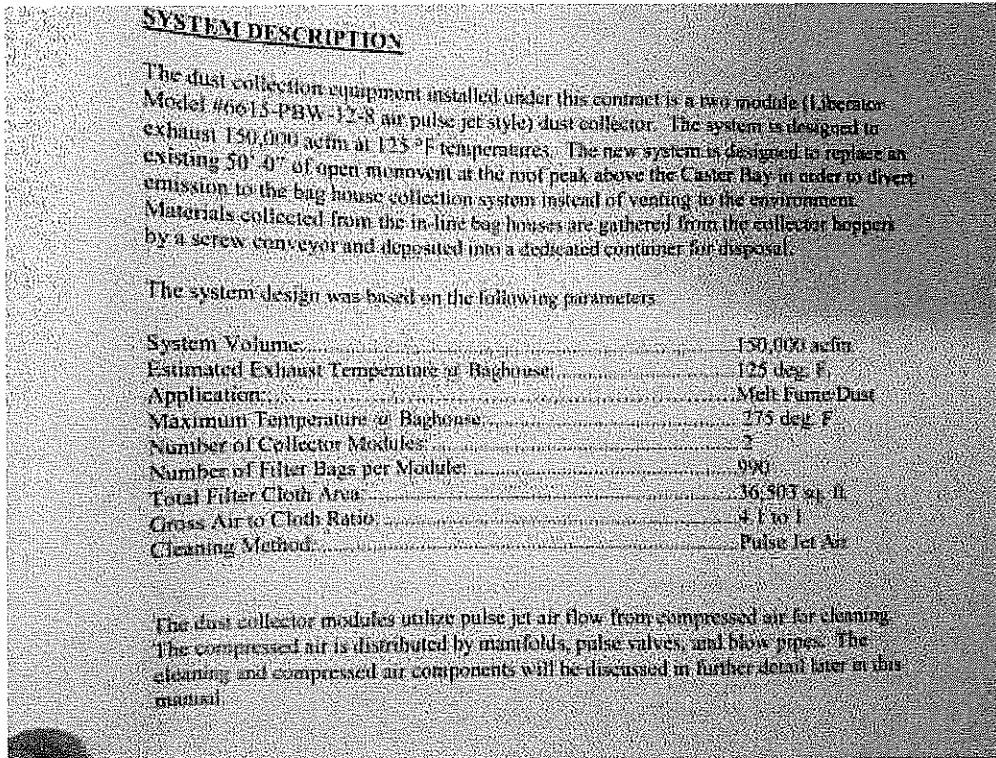 SYSTEM DESCRIPTION
The dust collection equipment installed under this contract is a two module (Liberator
Model #6615-PBW-12-8 air pulse jet style) dust collector. The system is designed to
exhaust 150,000 acfm at 125 °F temperatures. The new system is designed to replace an
existing 50'-0" of open monovent at the roof peak above the Caster Bay in order to divert
emission to the bag house collection system instead of venting to the environment.
Materials collected from the in-line bag houses are gathered from the collector hoppers
by a screw conveyor and deposited into a dedicated container for disposal.
The system design was based on the following parameters
System Volume:..........150,000 acfm
Estimated Exhaust Temperature @ Baghouse:..........125 deg. F.
Application:..........Melt Fume Dust
Maximum Temperature @ Baghouse..........275 deg. F
Number of Collector Modules:..........2
Number of Filter Bags per Module:..........990
Total Filter Cloth Area:..........36,503 sq. ft.
Gross Air to Cloth Ratio:..........4.1 to 1
Cleaning Method:..........Pulse Jet Air
The dust collector modules utilize pulse jet air flow from compressed air for cleaning.
The compressed air is distributed by manifolds, pulse valves, and blow pipes. The
cleaning and compressed air components will be discussed in further detail later in this
manual.